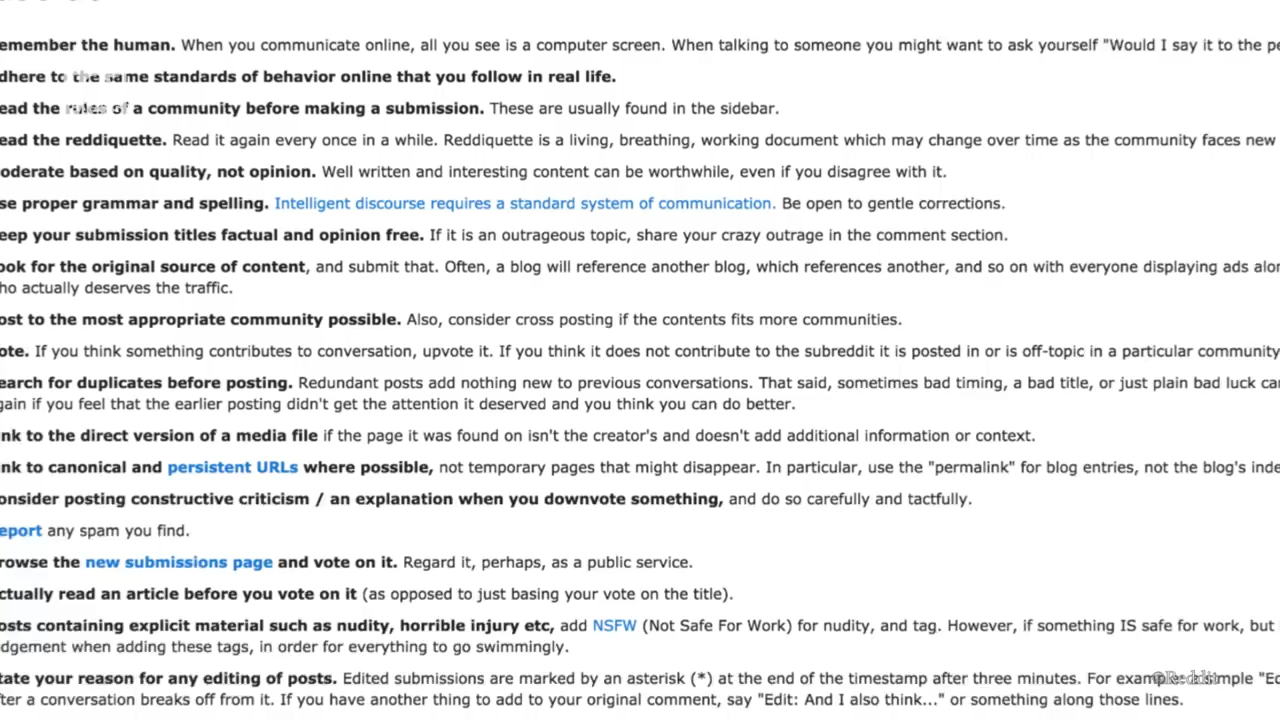 emember the human. When you communicate online, all you see is a computer screen. When talking to someone you might want to ask yourself "Would I say it to the pe
dhere to the same standards of behavior online that you follow in real life.
ead the rules of a community before making a submission. These are usually found in the sidebar.
ead the reddiquette. Read it again every once in a while. Reddiquette is a living, breathing, working document which may change over time as the community faces new
oderate based on quality, not opinion. Well written and interesting content can be worthwhile, even if you disagree with it.
se proper grammar and spelling. Intelligent discourse requires a standard system of communication. Be open to gentle corrections.
eep your submission titles factual and opinion free. If it is an outrageous topic, share your crazy outrage in the comment section.
ook for the original source of content, and submit that. Often, a blog will reference another blog, which references another, and so on with everyone displaying ads alon
ho actually deserves the traffic.
ost to the most appropriate community possible. Also, consider cross posting if the contents fits more communities.
ote. If you think something contributes to conversation, upvote it. If you think it does not contribute to the subreddit it is posted in or is off-topic in a particular community
earch for duplicates before posting. Redundant posts add nothing new to previous conversations. That said, sometimes bad timing, a bad title, or just plain bad luck can
gain if you feel that the earlier posting didn't get the attention it deserved and you think you can do better.
nk to the direct version of a media file if the page it was found on isn't the creator's and doesn't add additional information or context.
nk to canonical and persistent URLs where possible, not temporary pages that might disappear. In particular, use the "permalink" for blog entries, not the blog's inde
onsider posting constructive criticism / an explanation when you downvote something, and do so carefully and tactfully.
eport any spam you find.
rowse the new submissions page and vote on it. Regard it, perhaps, as a public service.
ctually read an article before you vote on it (as opposed to just basing your vote on the title).
osts containing explicit material such as nudity, horrible injury etc, add NSFW (Not Safe For Work) for nudity, and tag. However, if something IS safe for work, but
dgement when adding these tags, in order for everything to go swimmingly.
tate your reason for any editing of posts. Edited submissions are marked by an asterisk (*) at the end of the timestamp after three minutes. For example: a simple "Ed
fter a conversation breaks off from it. If you have another thing to add to your original comment, say "Edit: And I also think..." or something along those lines.
@Reddit